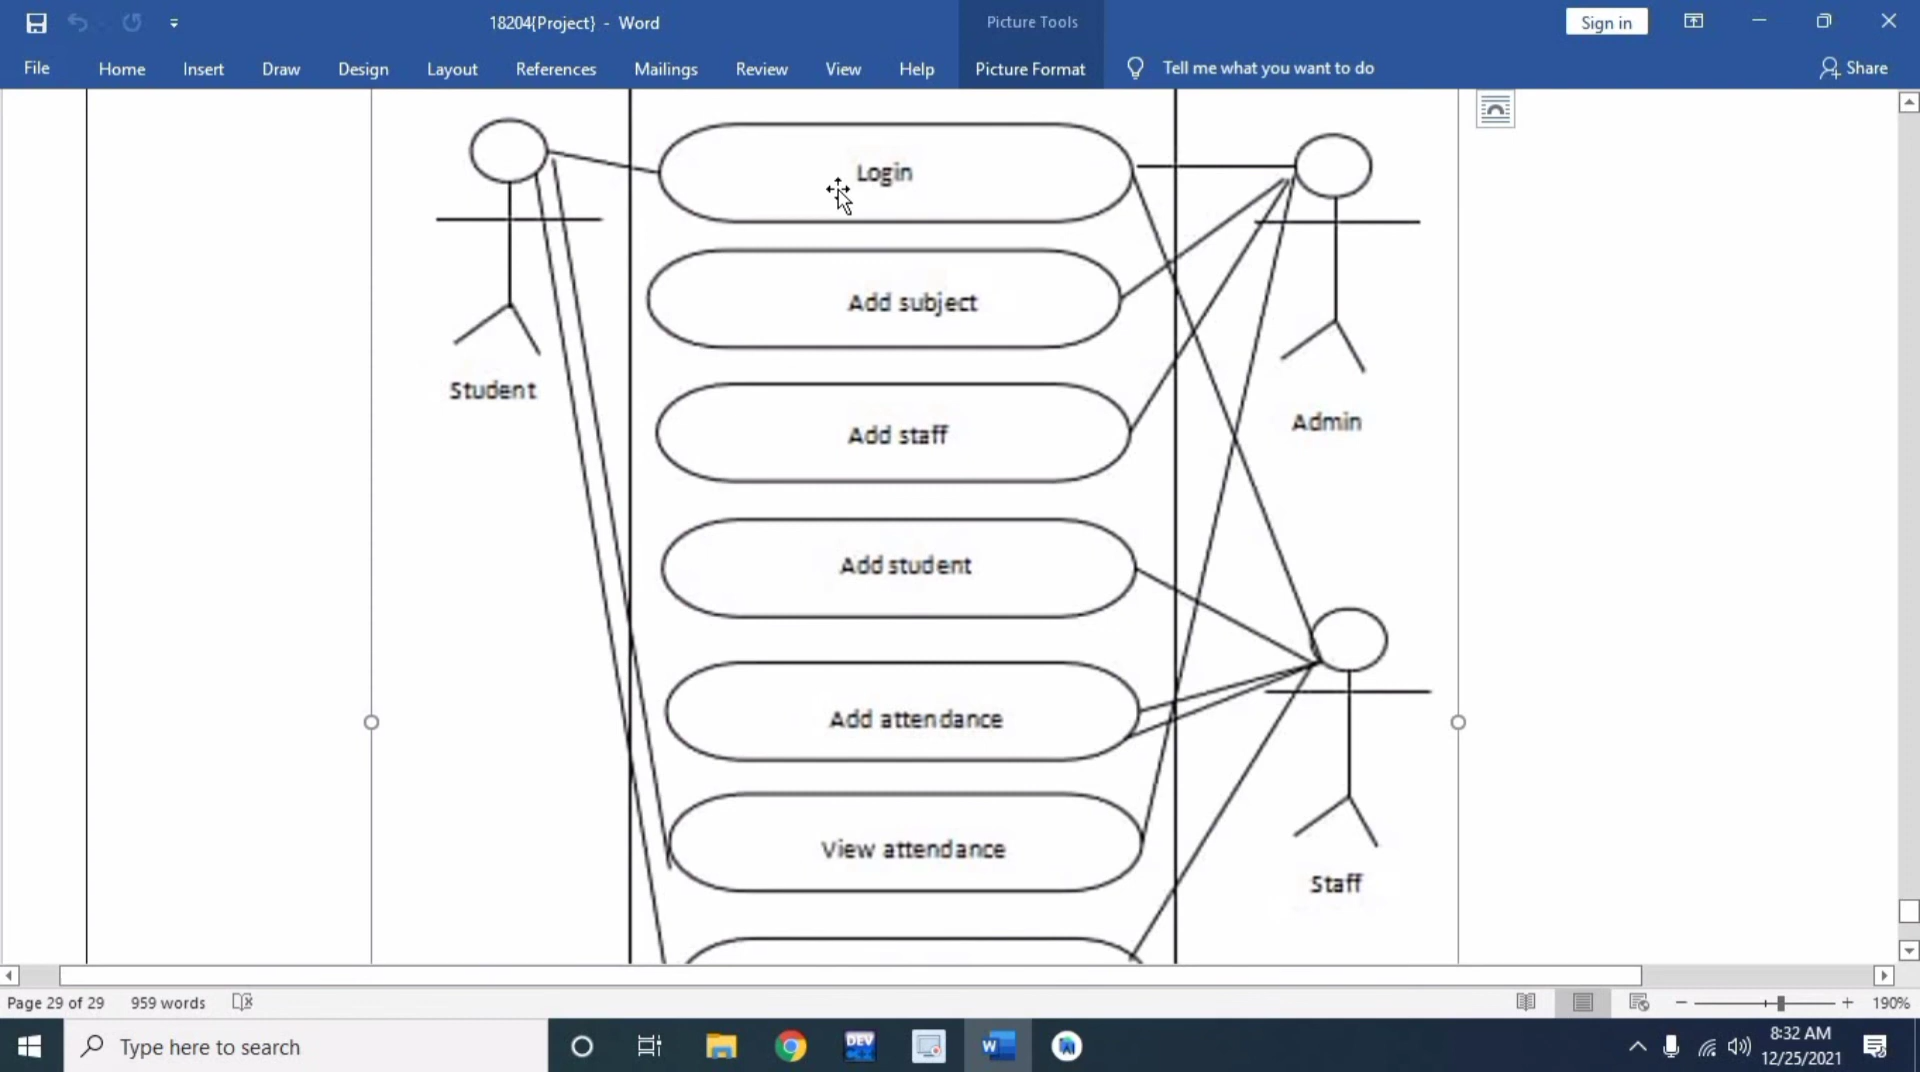 18204{Project} - Word
Picture Tools
Sign in
File
Home
Insert
Draw
Design
Layout
References
Mailings
Review
View
Help
Picture Format
Tell me what you want to do
Share
Login
Add subject
Student
Add staff
Admin
Add student
Add attendance
View attendance
Staff
Page 29 of 29
959 words
190%
Type here to search
DEV
C++
W
8:32 AM
12/25/2021